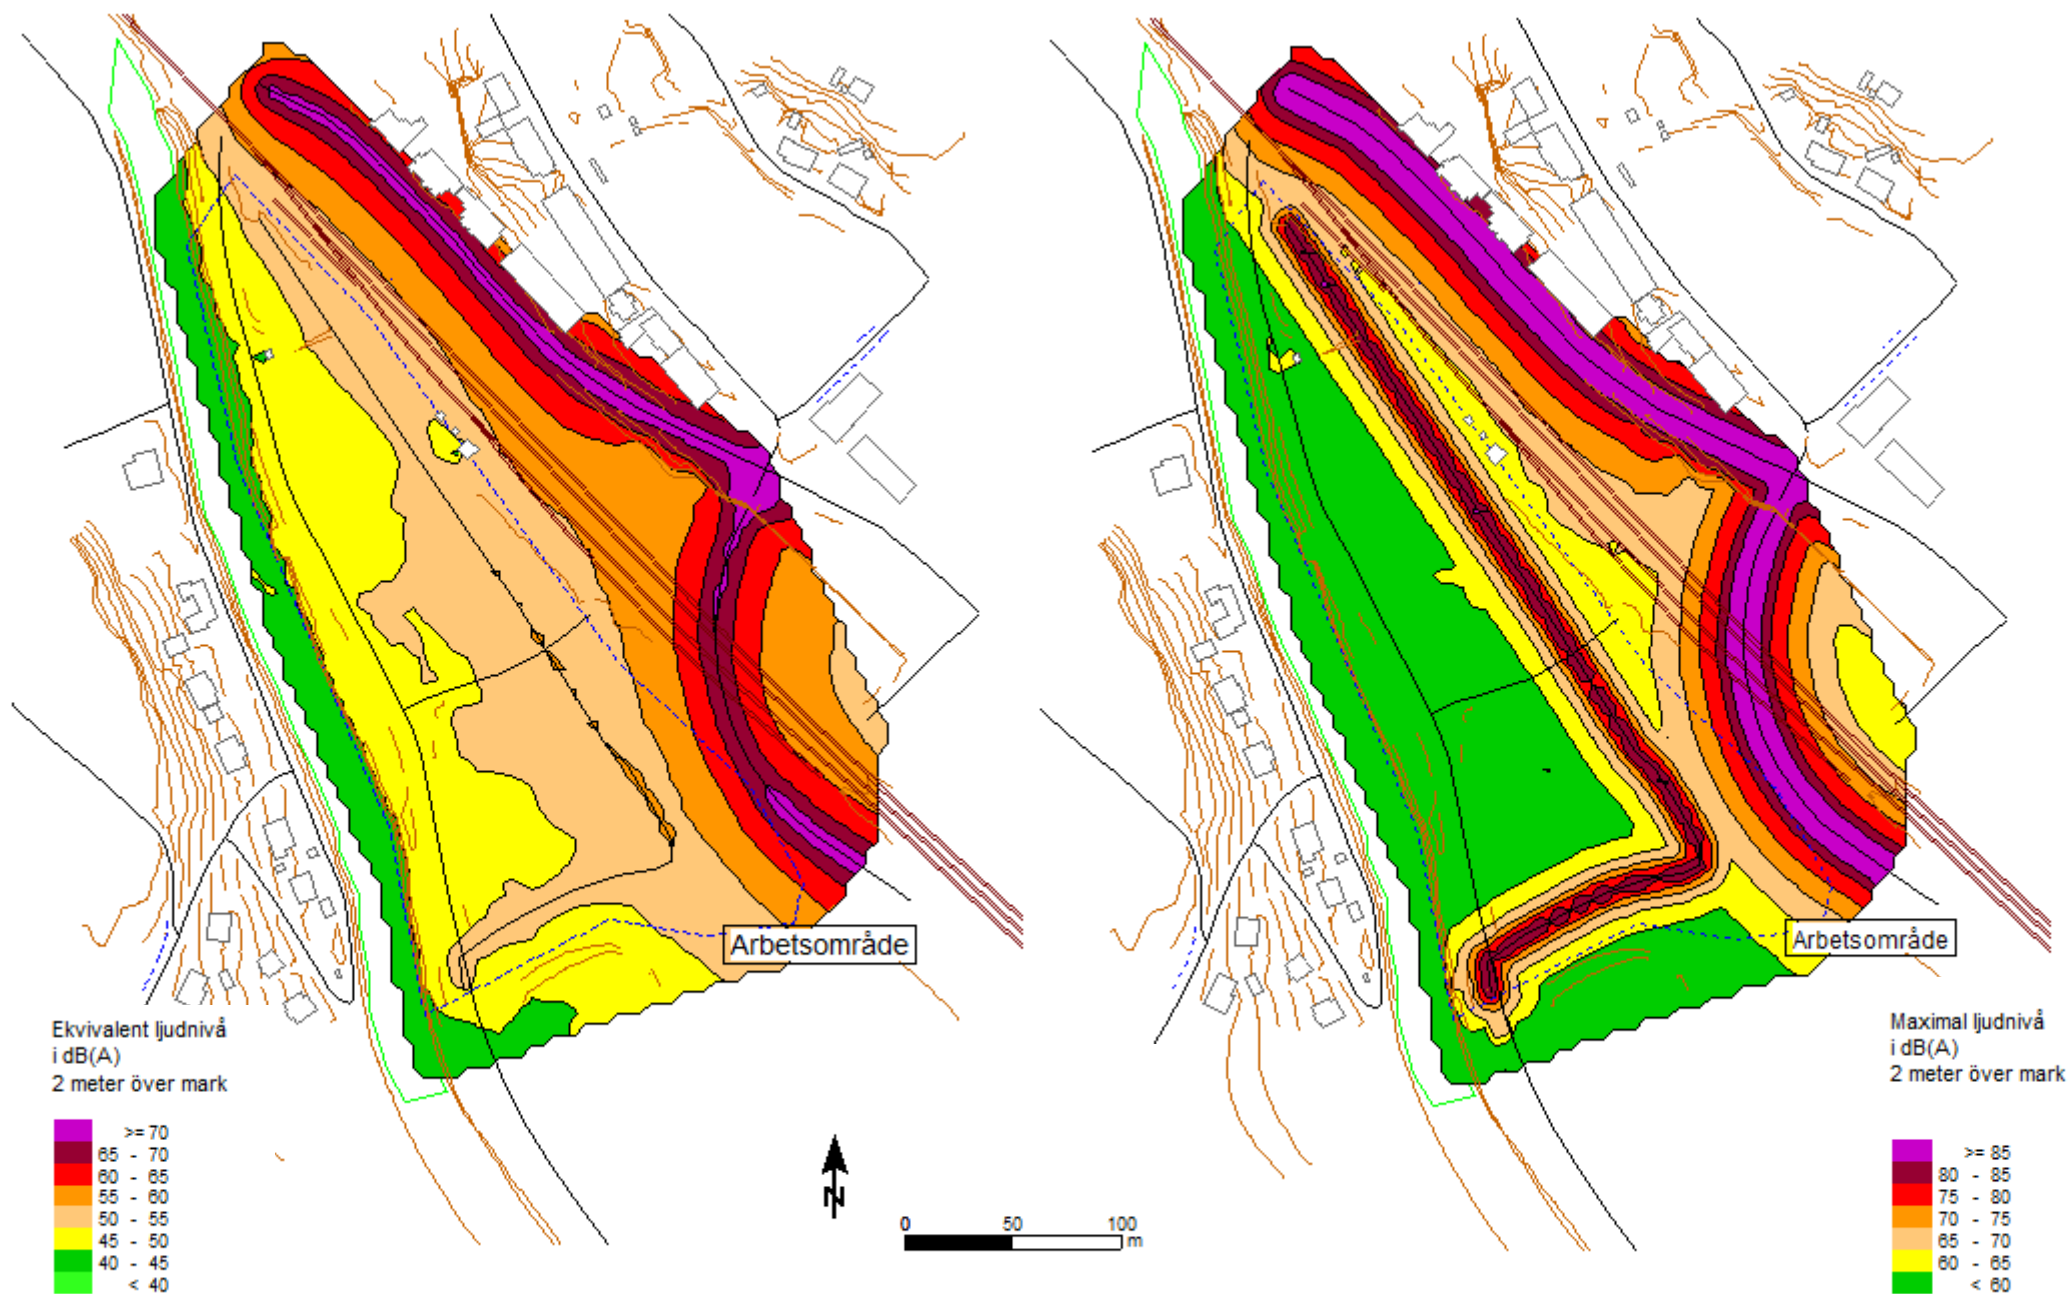 Arbetsområde
Arbetsområde
Ekvivalent ljudnivå
i dB(A)
2 meter över mark
>= 70
65 - 70
60 - 65
55 - 60
50 - 55
45 - 50
40 - 45
< 40
N
0 50 100
m
Maximal ljudnivå
i dB(A)
2 meter över mark
>= 85
80 - 85
75 - 80
70 - 75
65 - 70
60 - 65
< 60